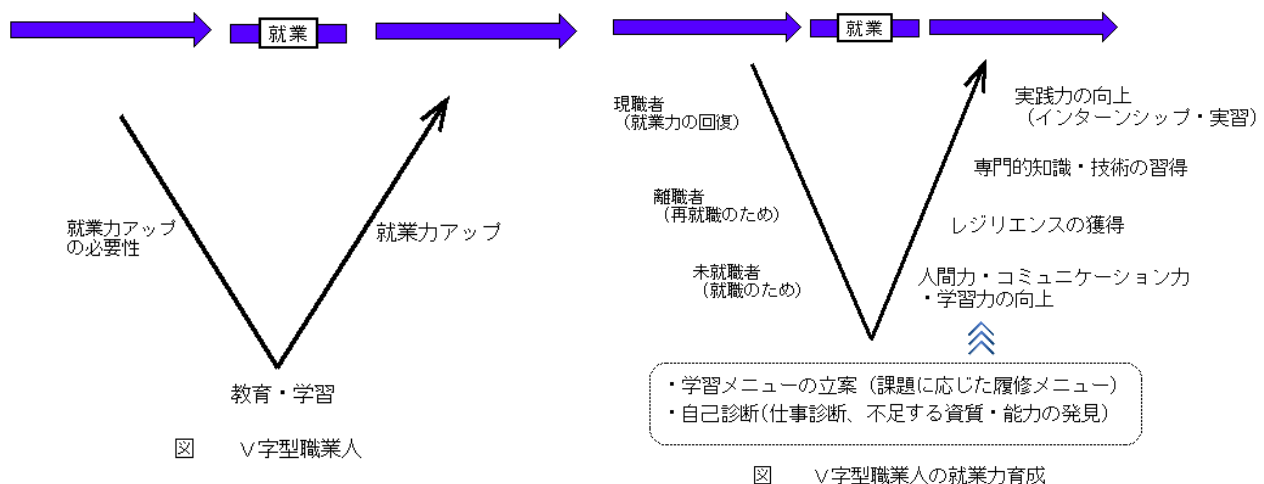 就業
就業力アップ
の必要性
就業力アップ
教育・学習
図 V字型職業人
就業
現職者
(就業力の回復)
離職者
(再就職のため)
未就職者
(就職のため)
実践力の向上
(インターンシップ・実習)
専門的知識・技術の習得
レジリエンスの獲得
人間力・コミュニケーション力
・学習力の向上
・学習メニューの立案(課題に応じた履修メニュー)
・自己診断(仕事診断、不足する資質・能力の発見)
図 V字型職業人の就業力育成